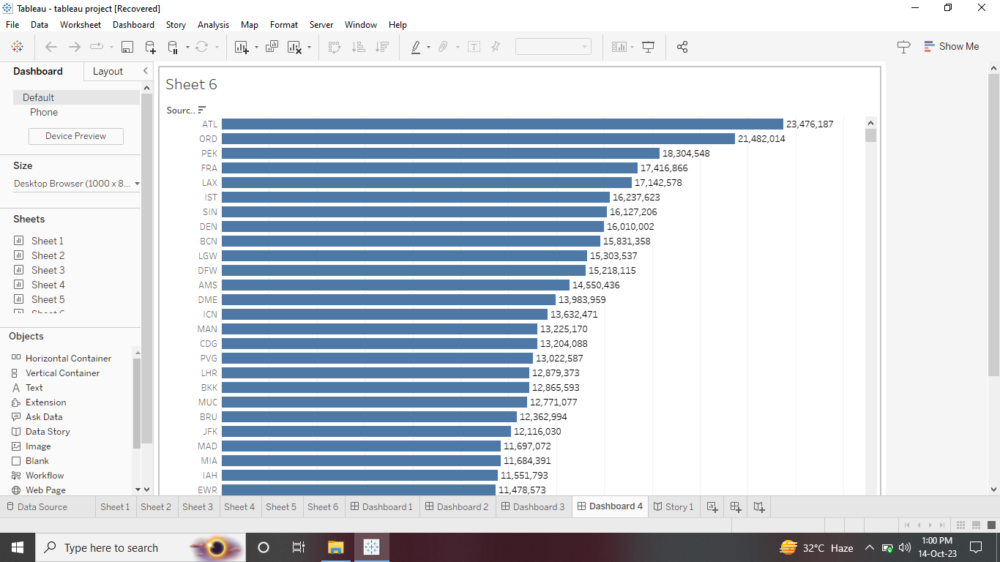 Tableau - tableau project [Recovered]
File Data Worksheet Dashboard Story Analysis Map Format Server Window Help
Show Me
Dashboard Layout
Default
Phone
Device Preview
Size
Desktop Browser (1000 x 8...
Sheets
Sheet 1
Sheet 2
Sheet 3
Sheet 4
Sheet 5
Sheet 6
Objects
Horizontal Container
Vertical Container
Text
Extension
Ask Data
Data Story
Image
Blank
Workflow
Web Page
Sheet 6
Sourc..
ATL 23,476,187
ORD 21,482,014
PEK 18,304,548
FRA 17,416,866
LAX 17,142,578
IST 16,237,623
SIN 16,127,206
DEN 16,010,002
BCN 15,831,358
LGW 15,303,537
DFW 15,218,115
AMS 14,550,436
DME 13,983,959
ICN 13,632,471
MAN 13,225,170
CDG 13,204,088
PVG 13,022,587
LHR 12,879,373
BKK 12,865,593
MUC 12,771,077
BRU 12,362,994
JFK 12,116,030
MAD 11,697,072
MIA 11,684,391
IAH 11,551,793
EWR 11,478,573
Data Source Sheet 1 Sheet 2 Sheet 3 Sheet 4 Sheet 5 Sheet 6 Dashboard 1 Dashboard 2 Dashboard 3 Dashboard 4 Story 1
Type here to search
32°C Haze
1:00 PM
14-Oct-23